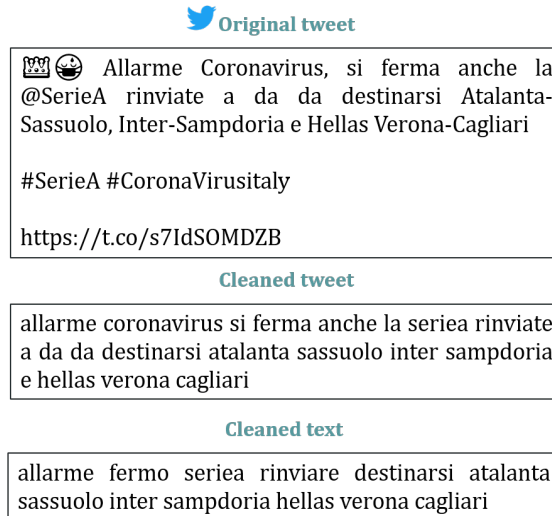 Original tweet
Allarme Coronavirus, si ferma anche la
@SerieA rinviate a da da destinarsi Atalanta-
Sassuolo, Inter-Sampdoria e Hellas Verona-Cagliari
#SerieA #CoronaVirusitaly
https://t.co/s7IdSOMDZB
Cleaned tweet
allarme coronavirus si ferma anche la seriea rinviate
a da da destinarsi atalanta sassuolo inter sampdoria
e hellas verona cagliari
Cleaned text
allarme fermo seriea rinviare destinarsi atalanta
sassuolo inter sampdoria hellas verona cagliari